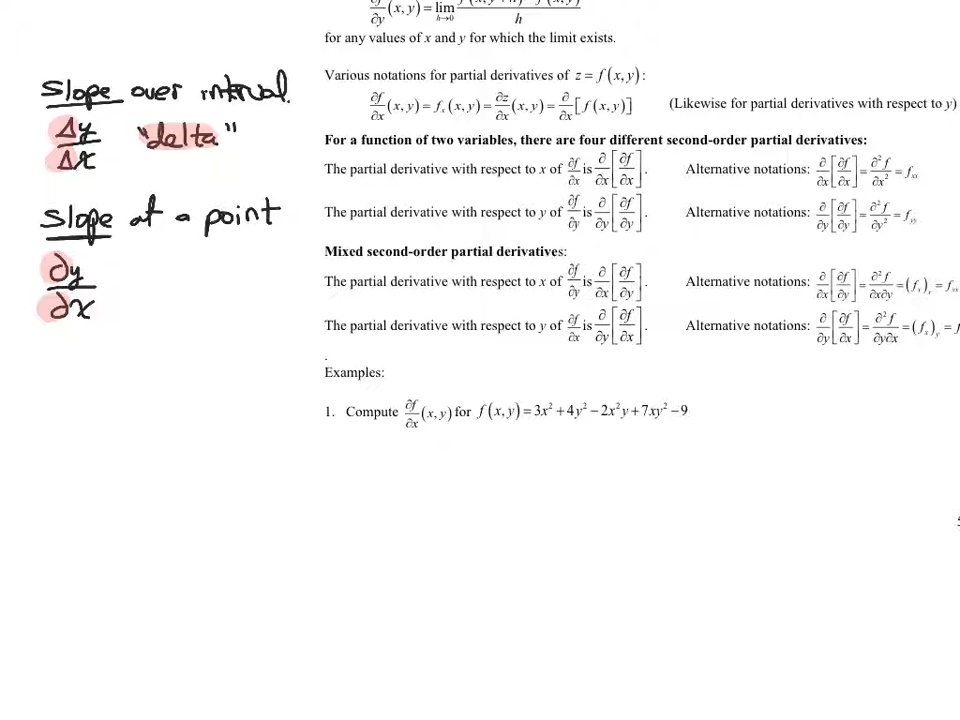 ∂f/∂y (x, y) = lim h→0 / h
for any values of x and y for which the limit exists.
Various notations for partial derivatives of z = f(x, y):
∂f/∂x (x, y) = fₓ(x, y) = ∂z/∂x (x, y) = ∂/∂x [f(x, y)] (Likewise for partial derivatives with respect to y)
For a function of two variables, there are four different second-order partial derivatives:
The partial derivative with respect to x of ∂f/∂x is ∂/∂x [∂f/∂x]. Alternative notations: ∂/∂x [∂f/∂x] = ∂²f/∂x² = fₓₓ
The partial derivative with respect to y of ∂f/∂y is ∂/∂y [∂f/∂y]. Alternative notations: ∂/∂y [∂f/∂y] = ∂²f/∂y² = f_yy
Mixed second-order partial derivatives:
The partial derivative with respect to x of ∂f/∂y is ∂/∂x [∂f/∂y]. Alternative notations: ∂/∂x [∂f/∂y] = ∂²f/∂x∂y =
The partial derivative with respect to y of ∂f/∂x is ∂/∂y [∂f/∂x]. Alternative notations: ∂/∂y [∂f/∂x] = ∂²f/∂y∂x = (fₓ)_y = f
.
Examples:
1. Compute ∂f/∂x (x, y) for f(x, y) = 3x² + 4y² − 2x²y + 7xy² − 9
Slope over interval.
Δy/Δx "delta"
Slope at a point
∂y/∂x